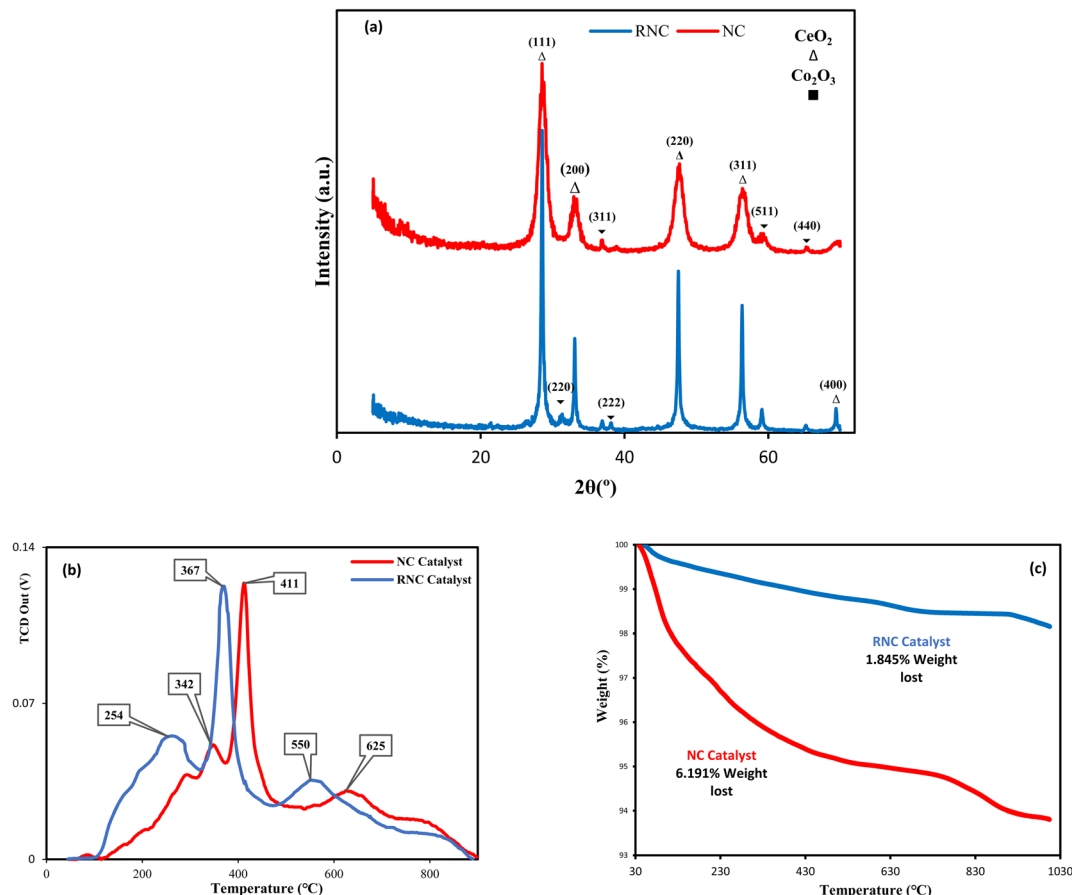 (a)
RNC NC
CeO2
Δ
Co2O3
■
(111)
Δ
(200)
Δ
(311)
(220)
Δ
(311)
Δ
(511)
(440)
(220)
(222)
(400)
Δ
Intensity (a.u.)
0 20 40 60
2θ(º)
(b)
NC Catalyst
RNC Catalyst
0.14
0.07
0
TCD Out (V)
367
411
342
254
550
625
0 200 400 600 800
Temperature (℃)
(c)
100
99
98
97
96
95
94
93
Weight (%)
RNC Catalyst
1.845% Weight
lost
NC Catalyst
6.191% Weight
lost
30 230 430 630 830 1030
Temperature (℃)